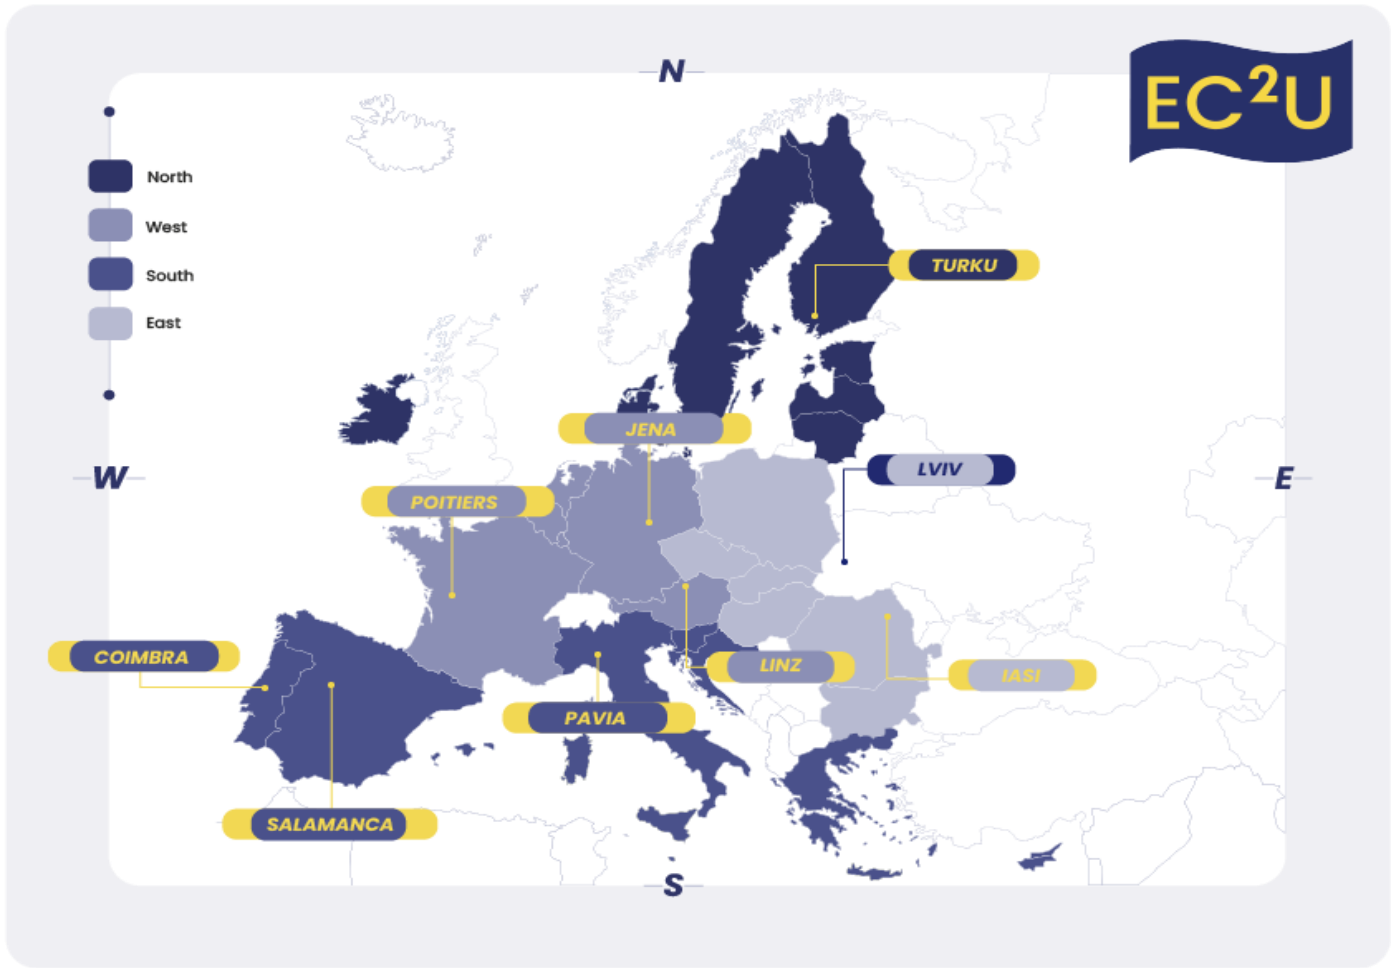 N
EC²U
North
West
South
East
TURKU
JENA
W
LVIV
E
POITIERS
COIMBRA
LINZ
IASI
PAVIA
SALAMANCA
S